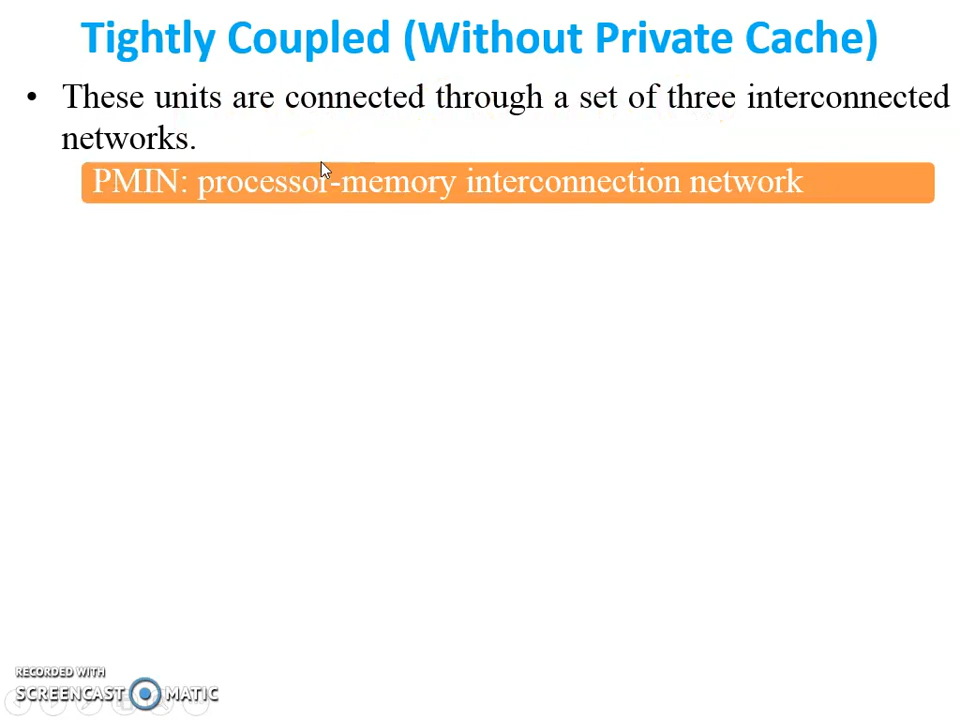 Tightly Coupled (Without Private Cache)
• These units are connected through a set of three interconnected
networks.
PMIN: processor-memory interconnection network
RECORDED WITH
SCREENCAST MATIC